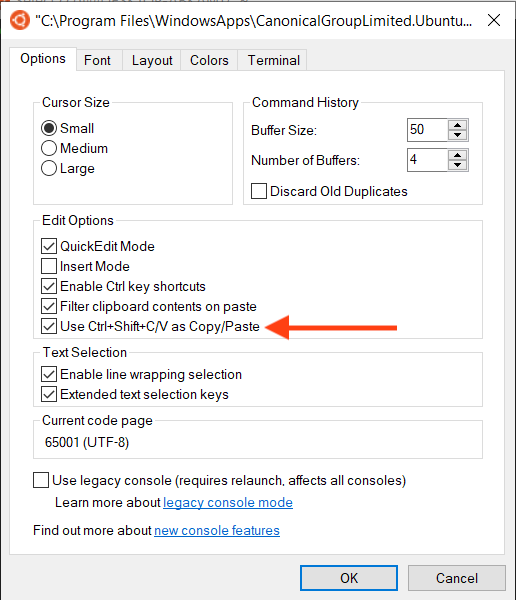 "C:\Program Files\WindowsApps\CanonicalGroupLimited.Ubuntu...
Options
Font
Layout
Colors
Terminal
Cursor Size
Small
Medium
Large
Command History
Buffer Size:
50
Number of Buffers:
4
Discard Old Duplicates
Edit Options
QuickEdit Mode
Insert Mode
Enable Ctrl key shortcuts
Filter clipboard contents on paste
Use Ctrl+Shift+C/V as Copy/Paste
Text Selection
Enable line wrapping selection
Extended text selection keys
Current code page
65001 (UTF-8)
Use legacy console (requires relaunch, affects all consoles)
Learn more about legacy console mode
Find out more about new console features
OK
Cancel